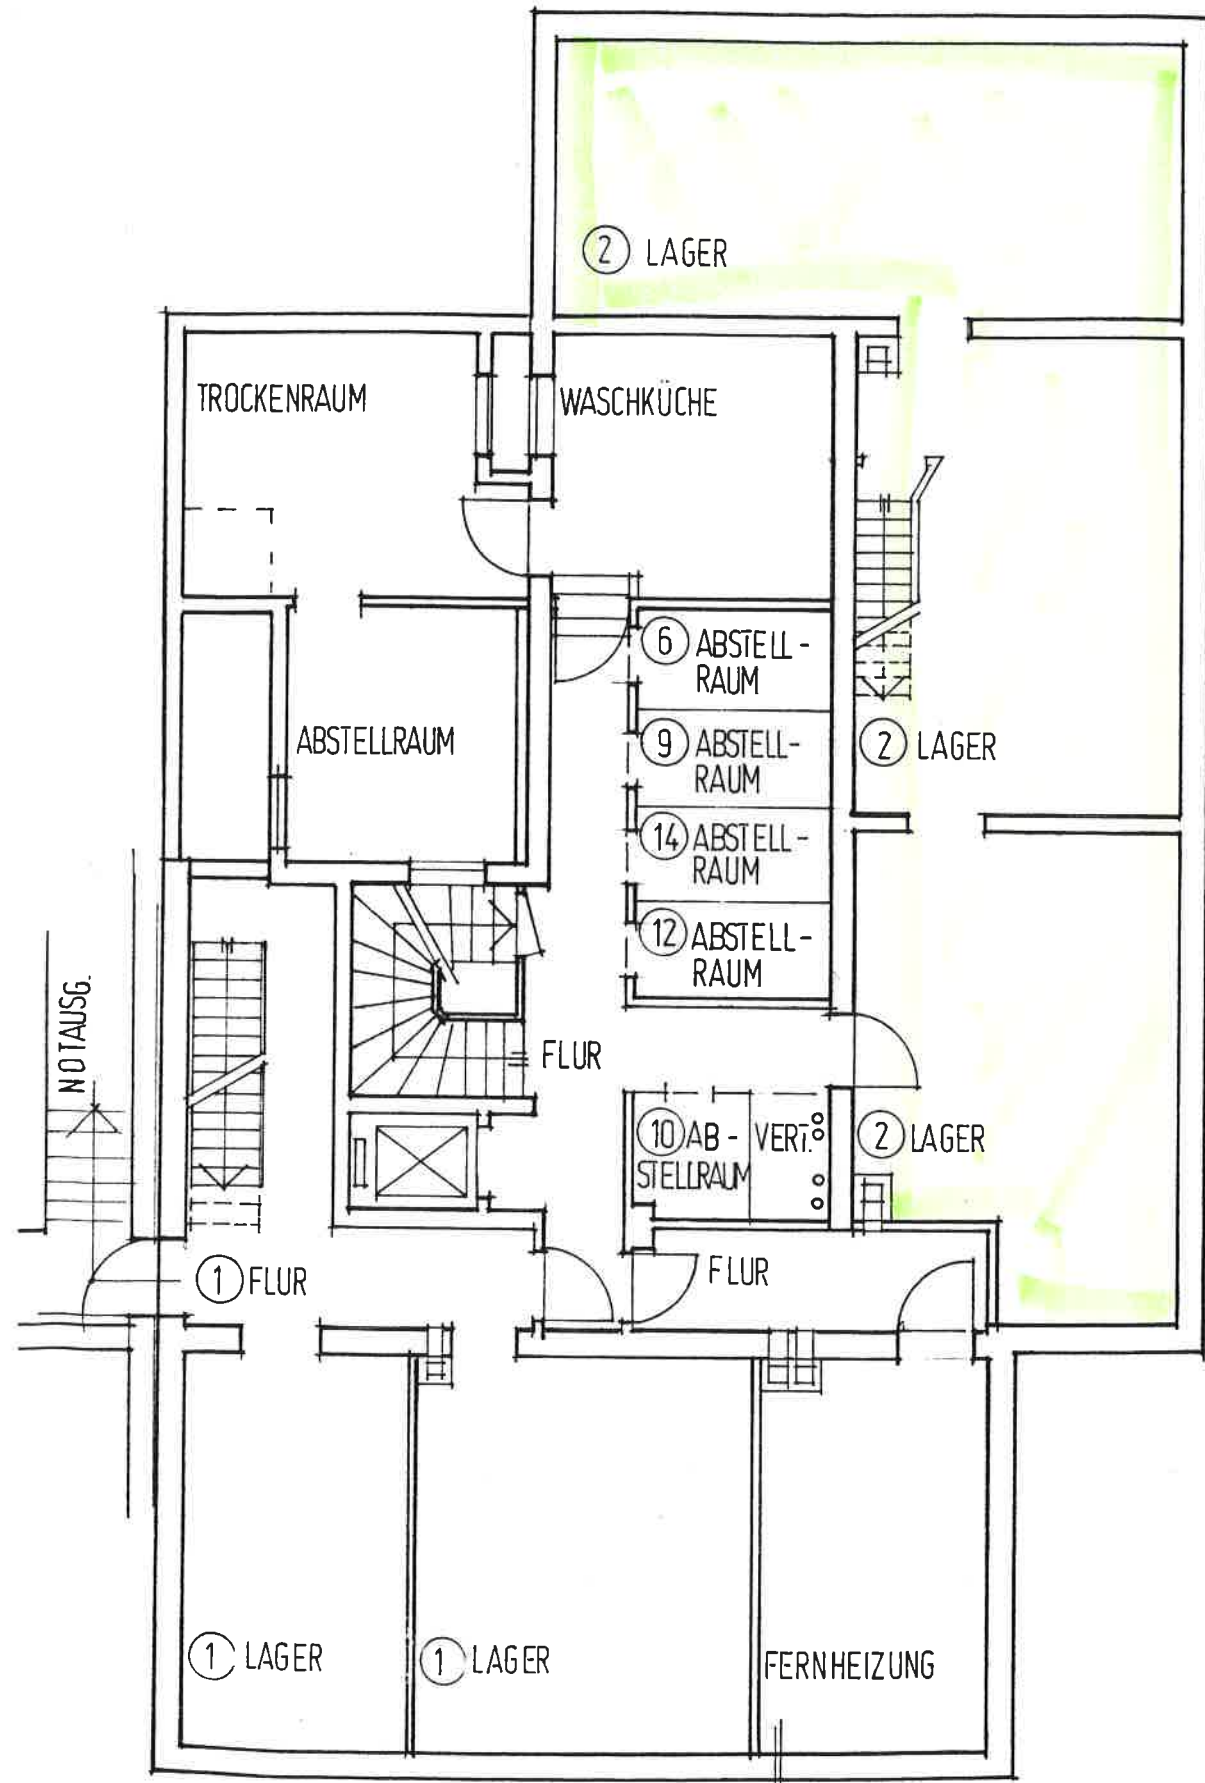 2 LAGER
TROCKENRAUM
WASCHKÜCHE
6 ABSTELL-
RAUM
ABSTELLRAUM
9 ABSTELL-
RAUM
2 LAGER
14 ABSTELL-
RAUM
12 ABSTELL-
RAUM
NOTAUSG.
FLUR
10 AB-
STELLRAUM
VERT.
2 LAGER
1 FLUR
FLUR
1 LAGER
1 LAGER
FERNHEIZUNG